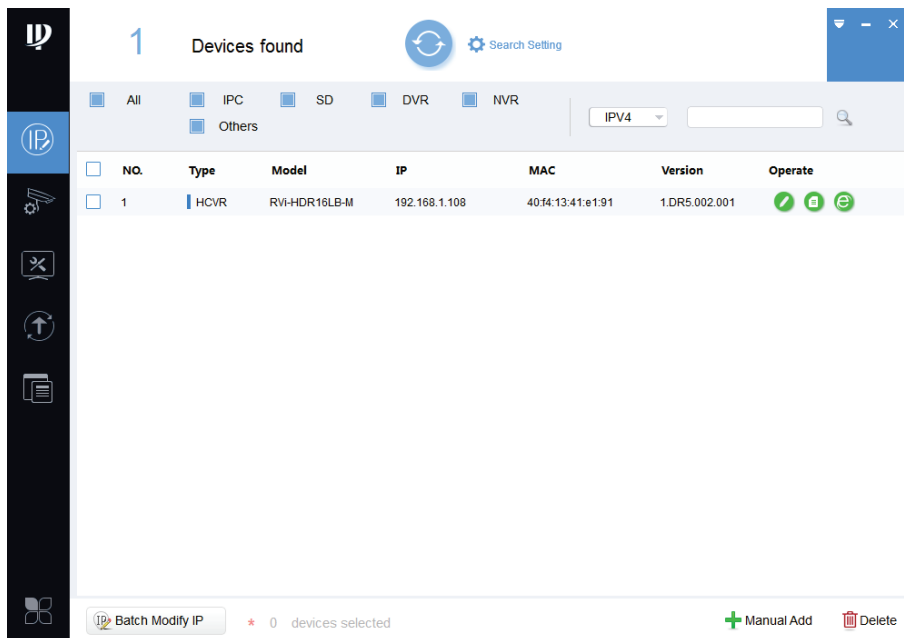 1 Devices found Search Setting
All IPC SD DVR NVR
Others
IPV4
IP
NO. Type Model IP MAC Version Operate
1 HCVR RVi-HDR16LB-M 192.168.1.108 40:f4:13:41:e1:91 1.DR5.002.001
Batch Modify IP * 0 devices selected Manual Add Delete